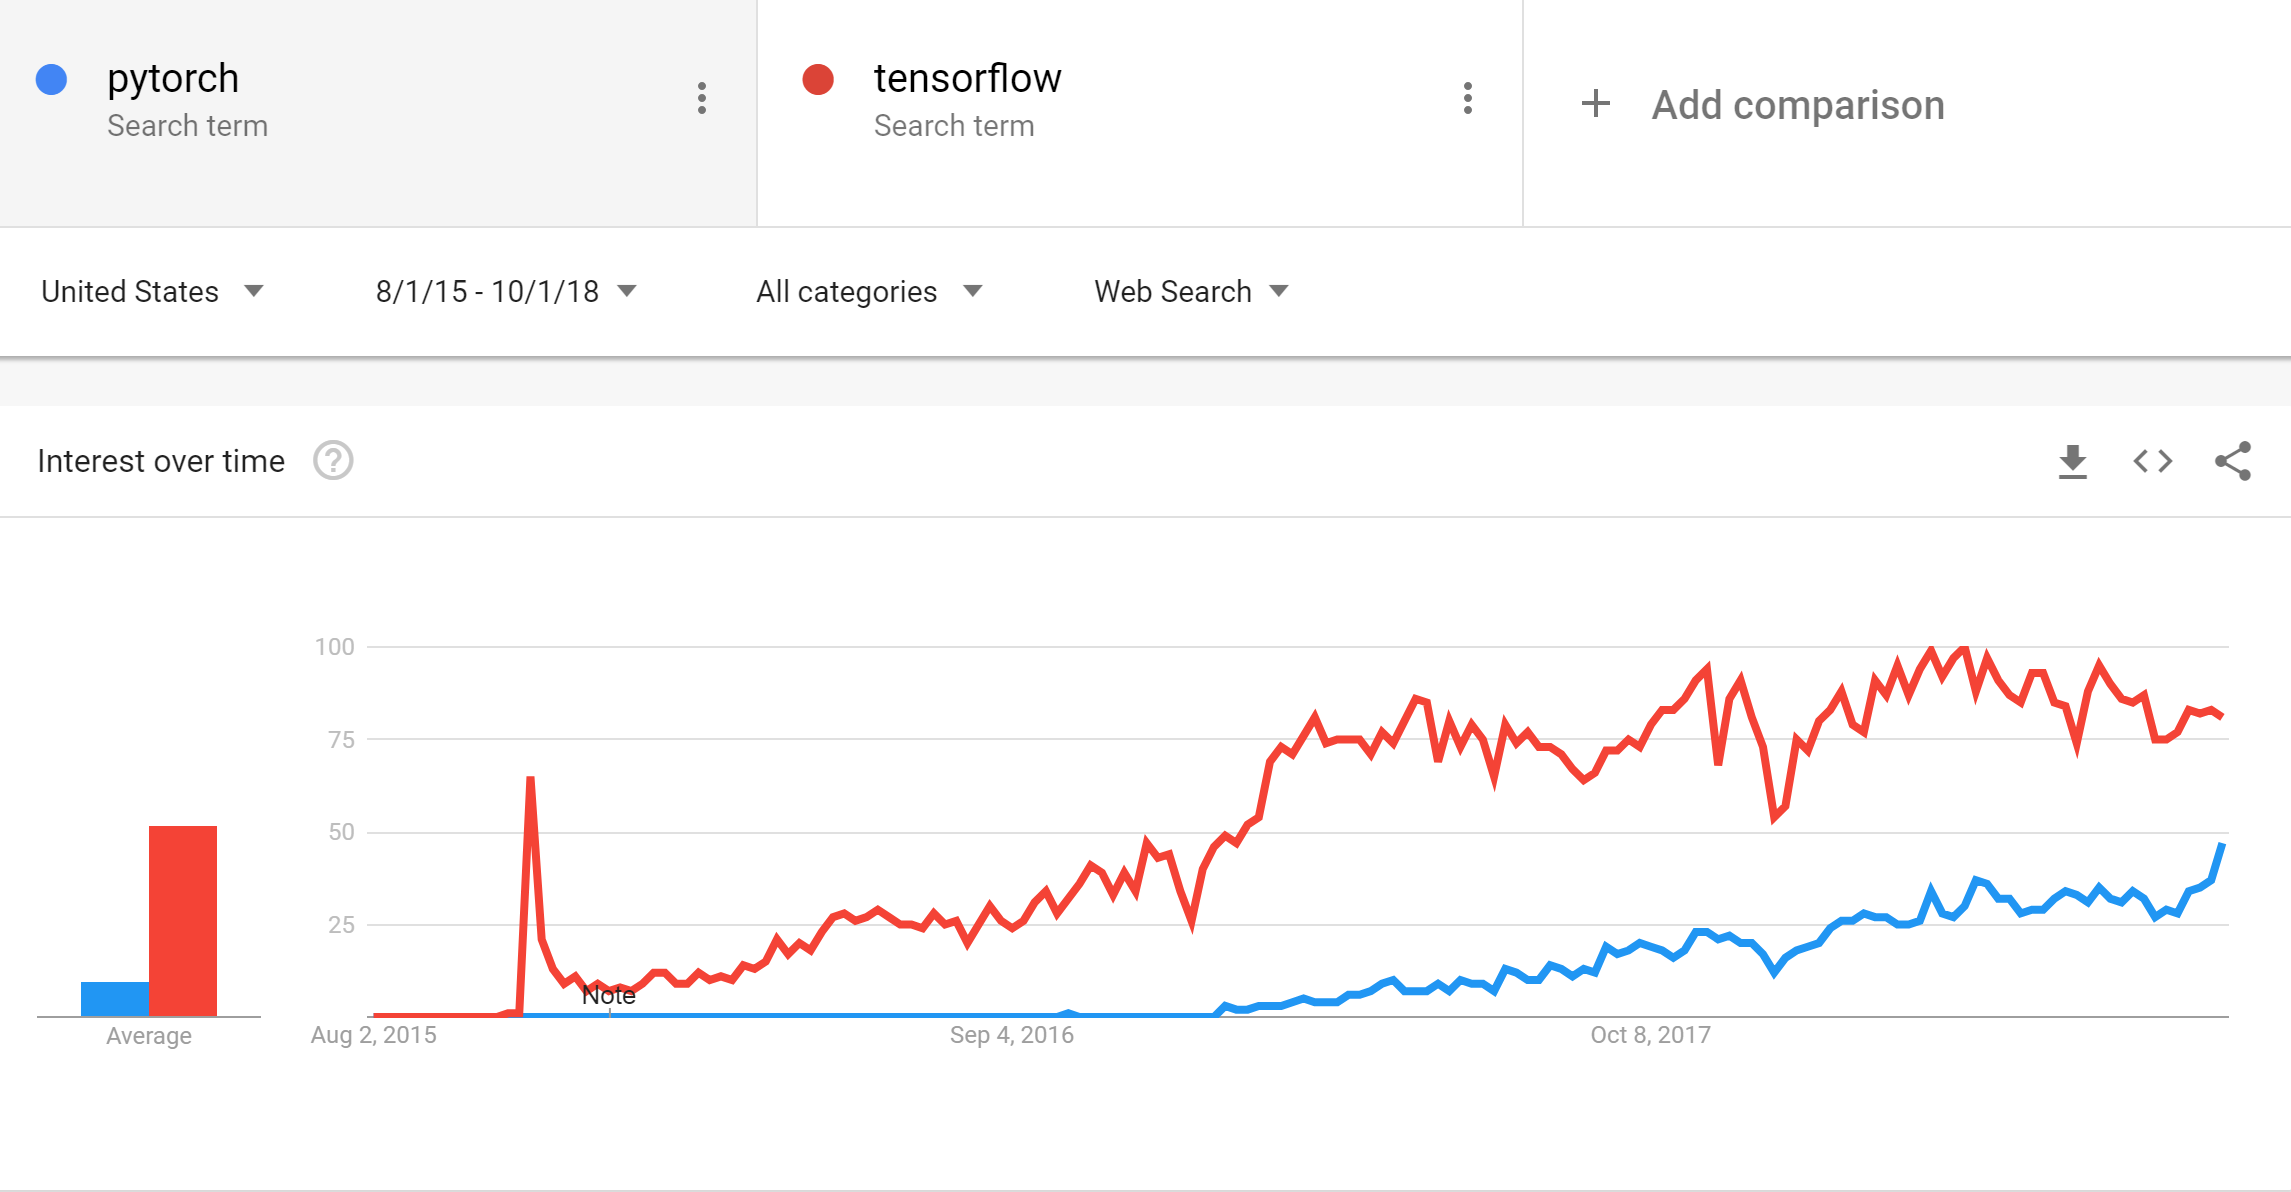 pytorch
Search term
tensorflow
Search term
+ Add comparison
United States
8/1/15 - 10/1/18
All categories
Web Search
Interest over time ?
100
75
50
25
Note
Average
Aug 2, 2015
Sep 4, 2016
Oct 8, 2017